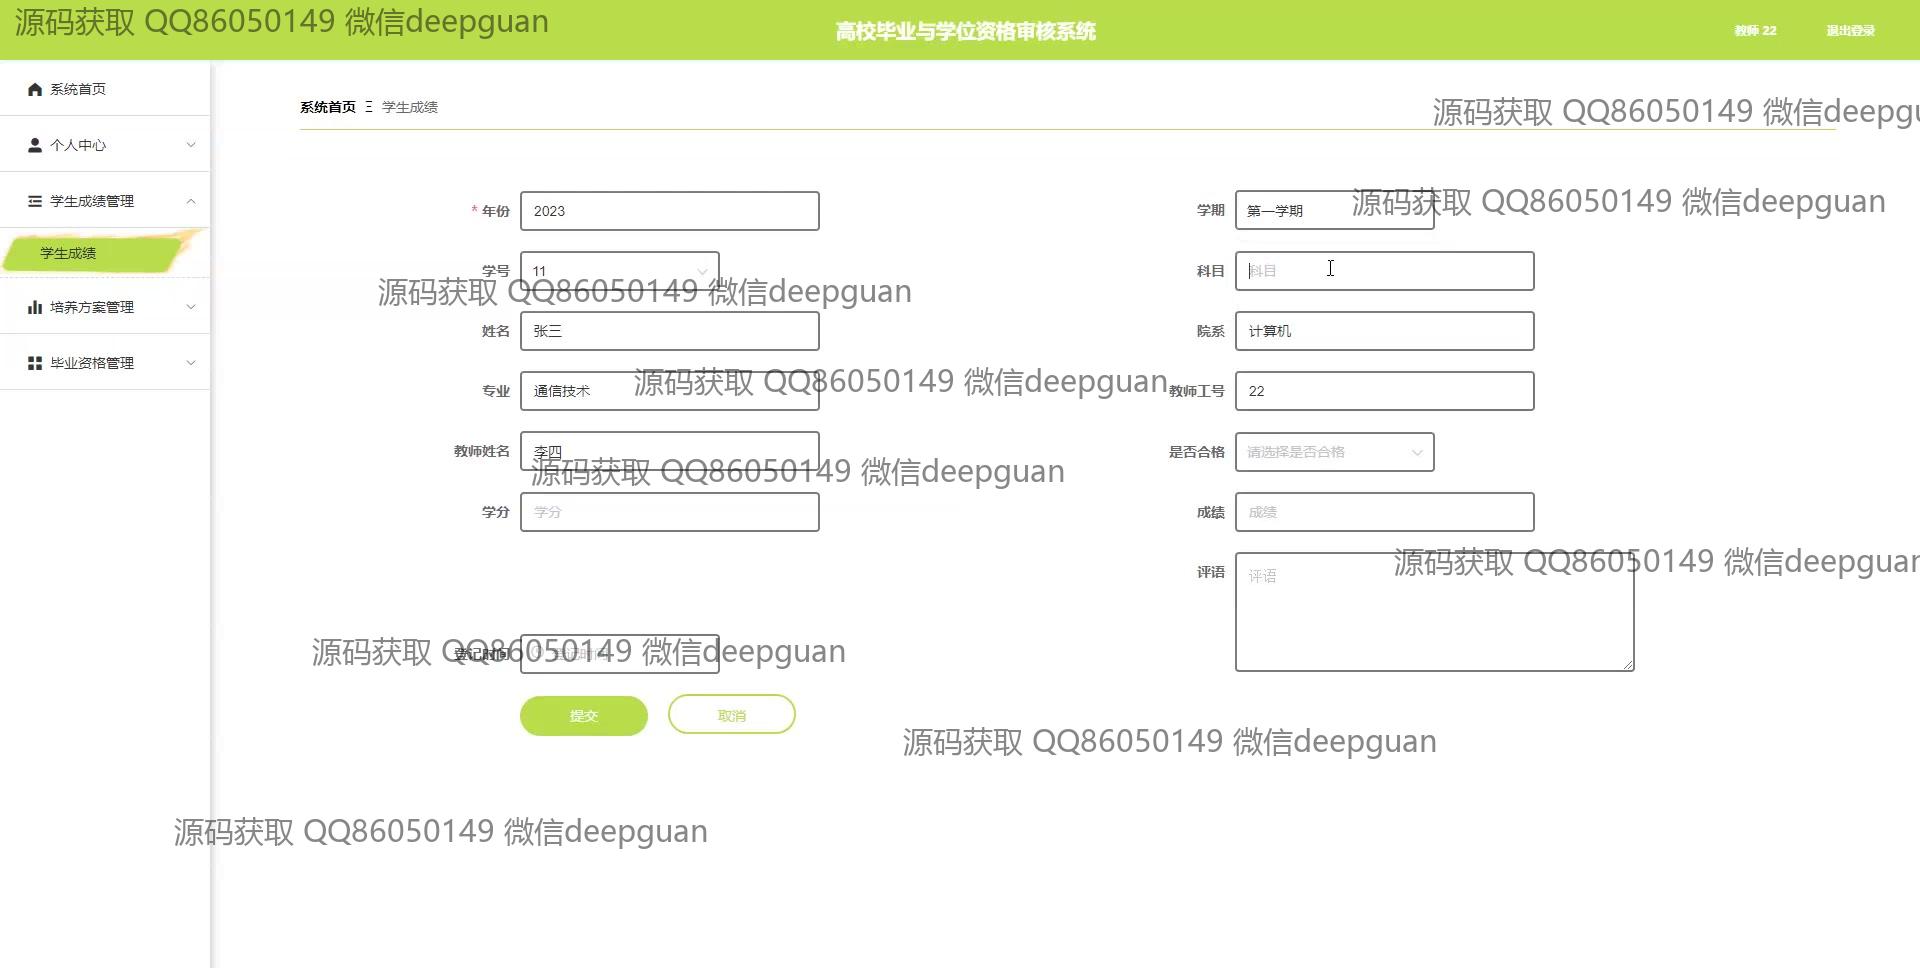 源码获取 QQ86050149 微信deepguan
高校毕业与学位资格审核系统
教师 22
退出登录
系统首页
个人中心
学生成绩管理
学生成绩
培养方案管理
毕业资格管理
系统首页 Ξ 学生成绩
源码获取 QQ86050149 微信deepgu
* 年份 2023
学期 第一学期
源码获取 QQ86050149 微信deepguan
学号 11
科目 科目
源码获取 QQ86050149 微信deepguan
姓名 张三
院系 计算机
专业 通信技术
源码获取 QQ86050149 微信deepguan
教师工号 22
教师姓名 李四
是否合格 请选择是否合格
源码获取 QQ86050149 微信deepguan
学分 学分
成绩 成绩
源码获取 QQ86050149 微信deepguan
评语 评语
登记时间 登记时间
源码获取 QQ86050149 微信deepguan
提交
取消
源码获取 QQ86050149 微信deepguan
源码获取 QQ86050149 微信deepguan